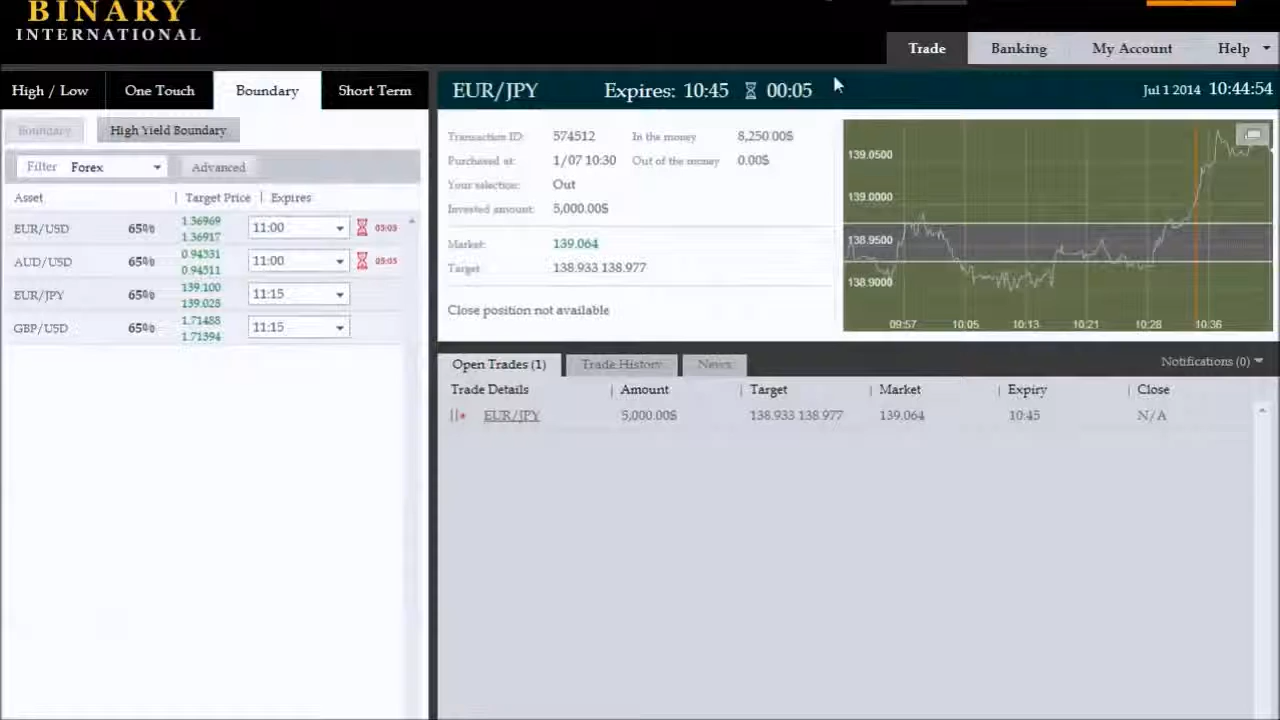 BINARY
INTERNATIONAL
Trade Banking My Account Help
High / Low One Touch Boundary Short Term
EUR/JPY Expires: 10:45 00:05 Jul 1 2014 10:44:54
Boundary High Yield Boundary
Filter Forex Advanced
Asset Target Price Expires
EUR/USD 65% 1.36969 1.36917 11:00 05:05
AUD/USD 65% 0.94531 0.94511 11:00 05:05
EUR/JPY 65% 139.100 139.028 11:15
GBP/USD 65% 1.71488 1.71394 11:15
Transaction ID: 574512 In the money 8,250.00$
Purchased at: 1/07 10:30 Out of the money 0.00$
Your selection: Out
Invested amount: 5,000.00$
Market: 139.064
Target 138.933 138.977
Close position not available
139.0500
139.0000
138.9500
138.9000
09:57 10:05 10:13 10:21 10:28 10:36
Open Trades (1) Trade History News Notifications (0)
Trade Details Amount Target Market Expiry Close
EUR/JPY 5,000.00$ 138.933 138.977 139.064 10:45 N/A